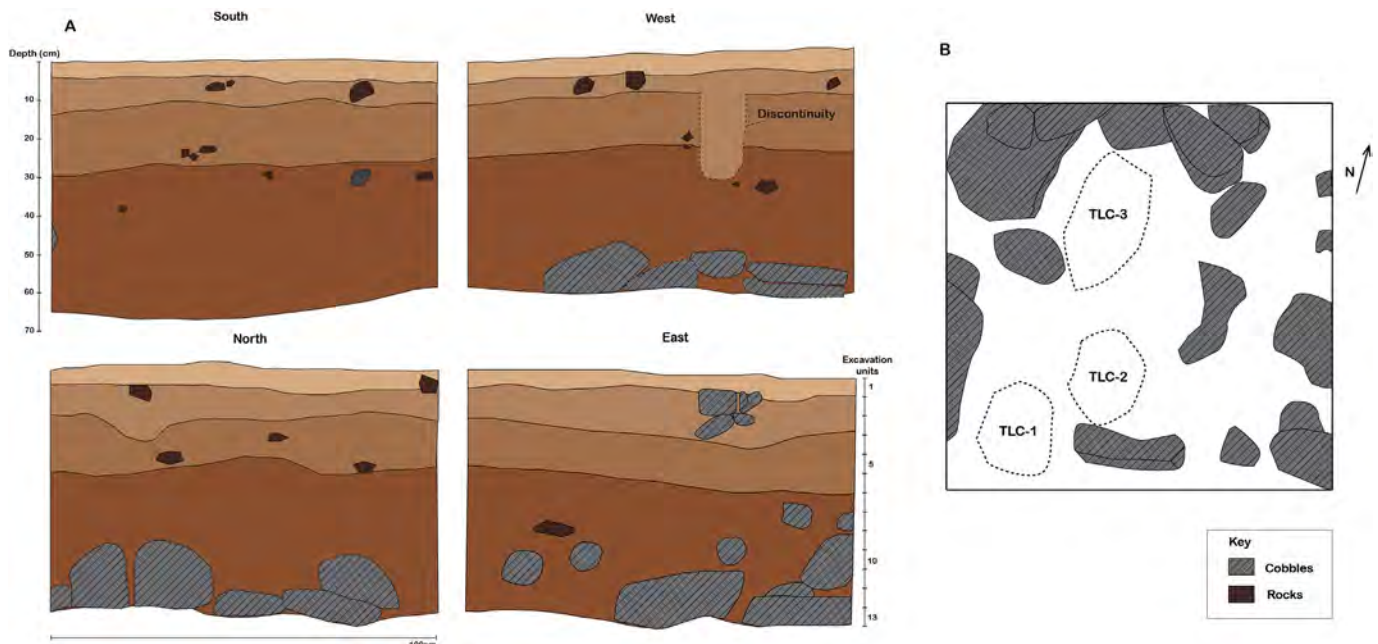 A
South
West
Depth (cm)
10
20
30
40
50
60
70
Discontinuity
North
East
Excavation
units
1
5
10
13
B
N
TLC-3
TLC-2
TLC-1
Key
Cobbles
Rocks